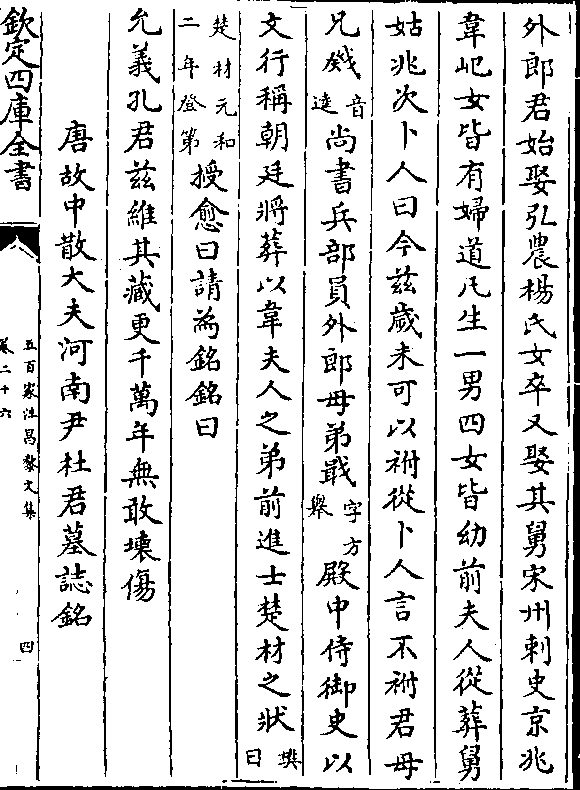 外郎君始娶弘農楊氏女卒又娶其舅宋州刺史京兆
韋屺女皆有婦道凡生一男四女皆幼前夫人從葬舅
姑兆次卜人曰今茲歲未可以祔從卜人言不祔君母
兄戣音逵尚書兵部員外郎母弟戢字方舉殿中侍御史以
文行稱朝廷將葬以韋夫人之弟前進士楚材之狀樊曰
楚材元和二年登第授愈曰請為銘銘曰
允義孔君茲維其藏更千萬年無敢壞傷
唐故中散大夫河南尹杜君墓誌銘
欽定四庫全書
五百家注昌黎文集
卷二十六
四